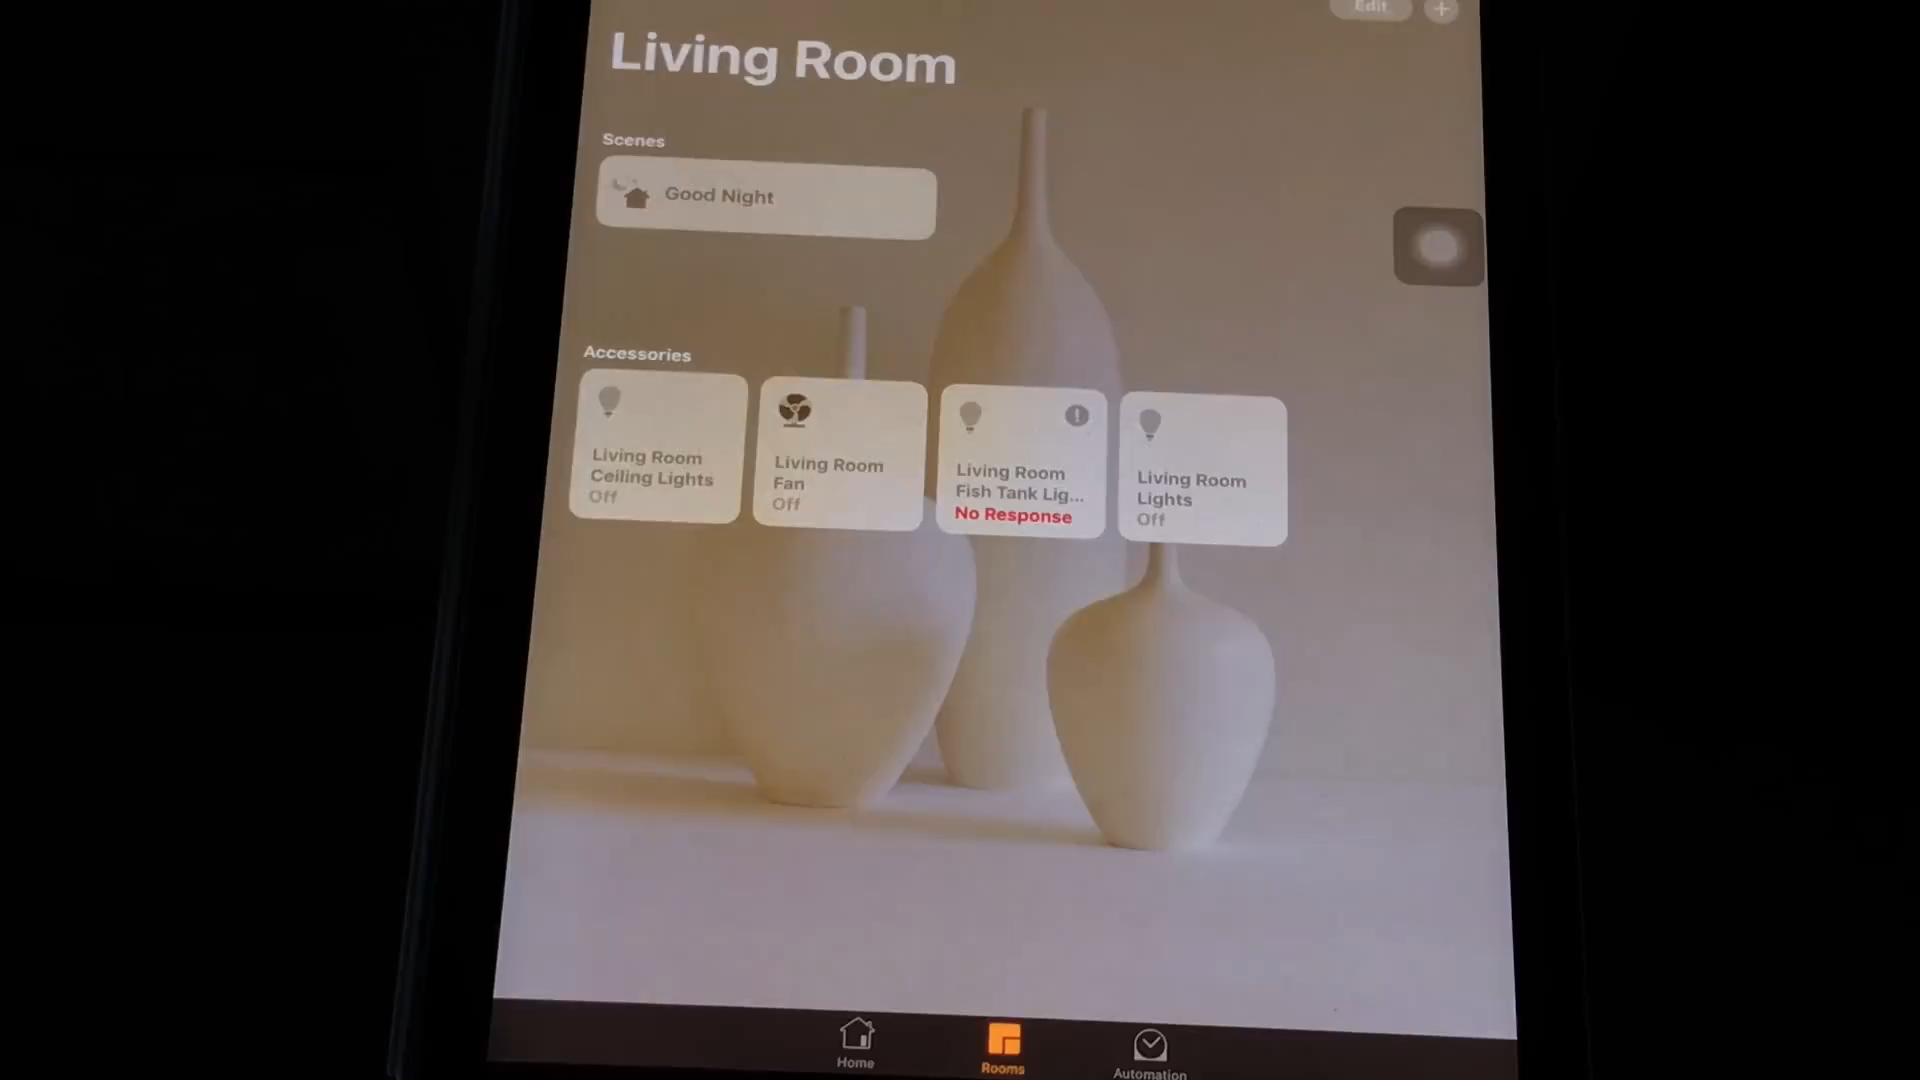 Edit
Living Room
Scenes
Good Night
Accessories
Living Room
Ceiling Lights
Off
Living Room
Fan
Off
Living Room
Fish Tank Lig...
No Response
Living Room
Lights
Off
Home
Rooms
Automation